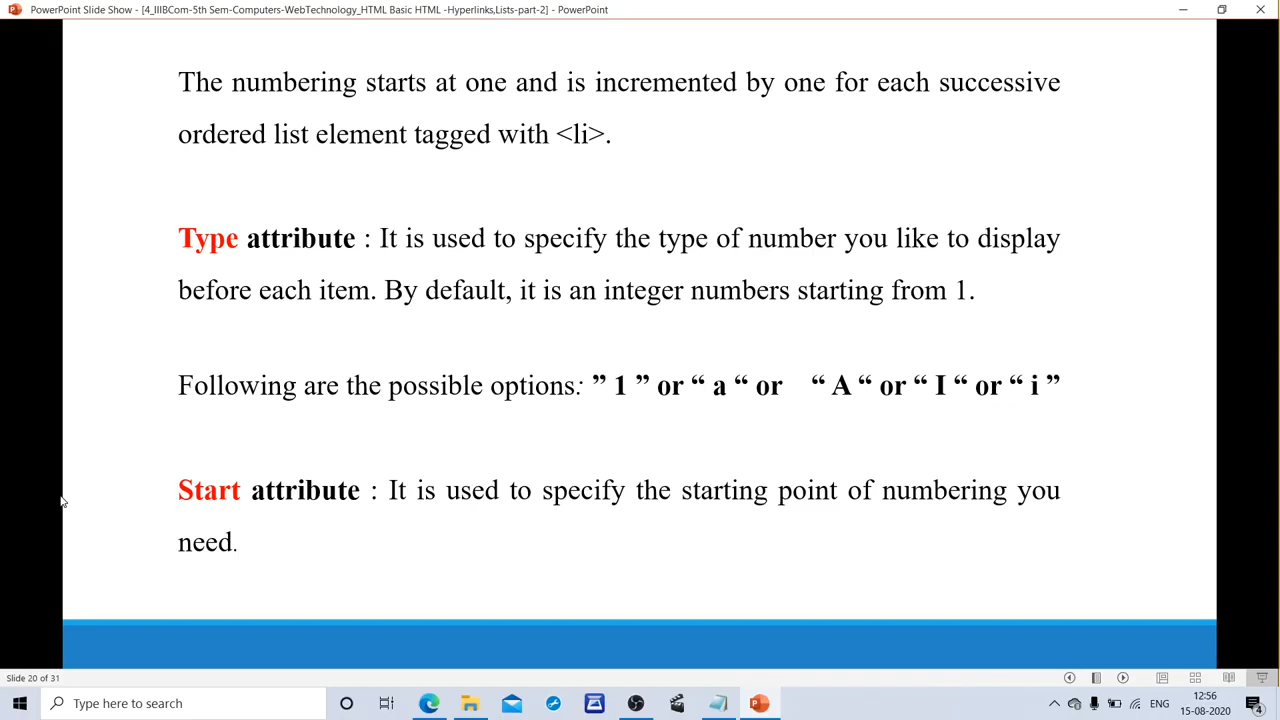 PowerPoint Slide Show - [4_IIIBCom-5th Sem-Computers-WebTechnology_HTML Basic HTML -Hyperlinks,Lists-part-2] - PowerPoint
The numbering starts at one and is incremented by one for each successive
ordered list element tagged with <li>.
Type attribute : It is used to specify the type of number you like to display
before each item. By default, it is an integer numbers starting from 1.
Following are the possible options: ” 1 ” or “ a “ or “ A “ or “ I “ or “ i ”
Start attribute : It is used to specify the starting point of numbering you
need.
Slide 20 of 31
Type here to search
ENG
12:56
15-08-2020
4